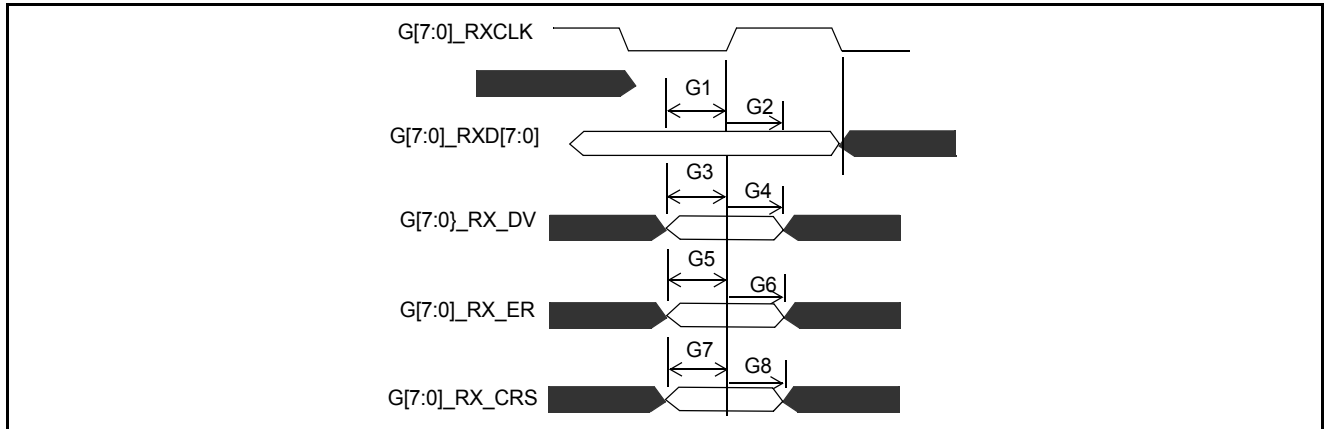 G[7:0]_RXCLK
G1
G2
G[7:0]_RXD[7:0]
G3
G4
G[7:0}_RX_DV
G5
G6
G[7:0]_RX_ER
G7
G8
G[7:0]_RX_CRS